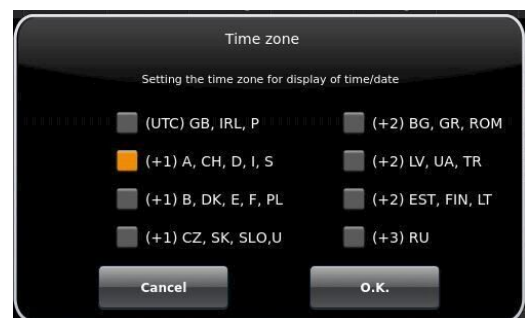 Time zone
Setting the time zone for display of time/date
(UTC) GB, IRL, P
(+2) BG, GR, ROM
(+1) A, CH, D, I, S
(+2) LV, UA, TR
(+1) B, DK, E, F, PL
(+2) EST, FIN, LT
(+1) CZ, SK, SLO,U
(+3) RU
Cancel
O.K.